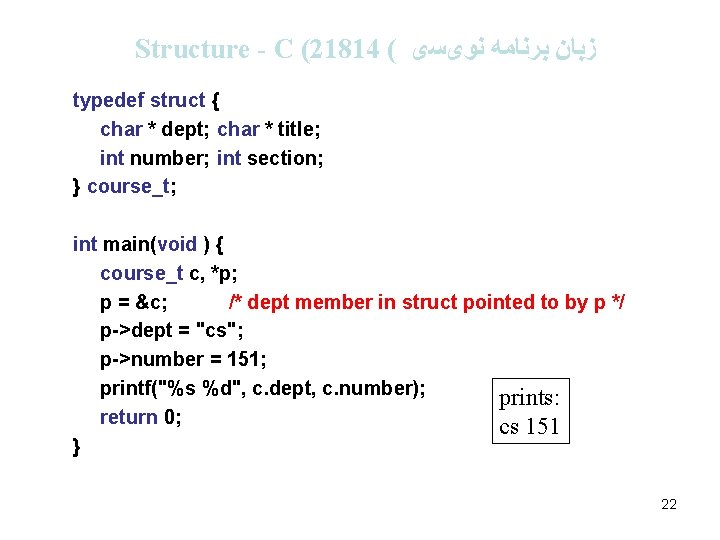 Structure - C (21814 ( زبان برنامه نویسی
typedef struct {
char * dept; char * title;
int number; int section;
} course_t;
int main(void ) {
course_t c, *p;
p = &c; /* dept member in struct pointed to by p */
p->dept = "cs";
p->number = 151;
printf("%s %d", c. dept, c. number);
return 0;
}
prints:
cs 151
22